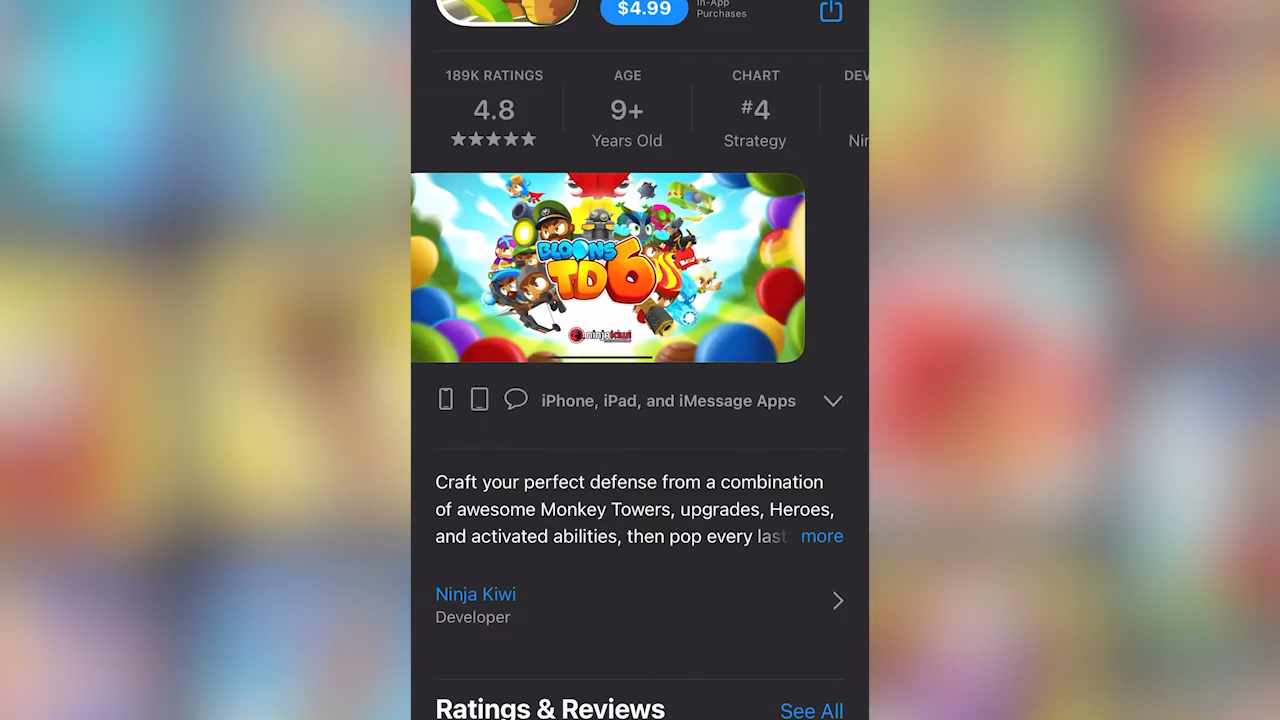 $4.99
In-App
Purchases
189K RATINGS
AGE
CHART
DEV
4.8
9+
#4
★★★★★
Years Old
Strategy
Nin
BLOONS
TD6
ninjakiwi
iPhone, iPad, and iMessage Apps
Craft your perfect defense from a combination
of awesome Monkey Towers, upgrades, Heroes,
and activated abilities, then pop every last more
Ninja Kiwi
Developer
Ratings & Reviews
See All